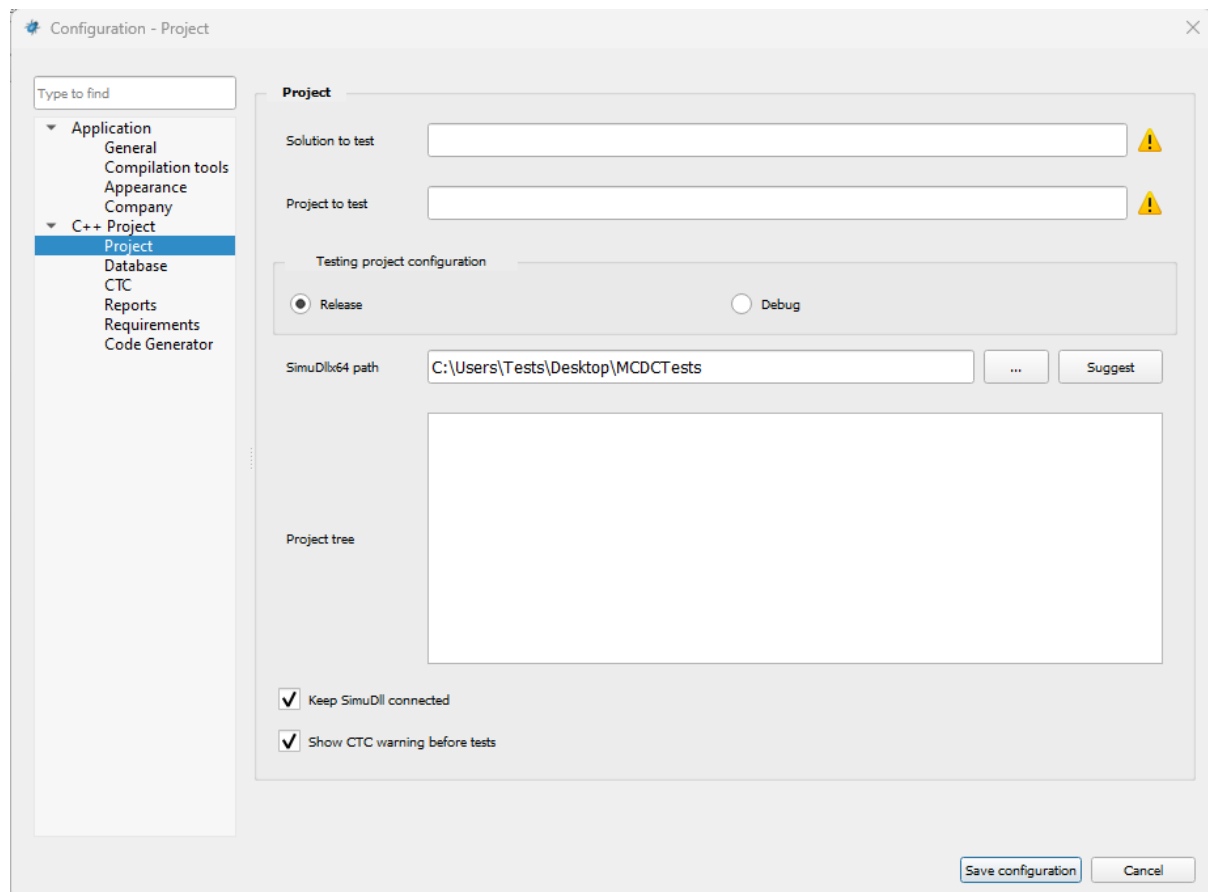 Configuration - Project
Type to find
Application
General
Compilation tools
Appearance
Company
C++ Project
Project
Database
CTC
Reports
Requirements
Code Generator
Project
Solution to test
Project to test
Testing project configuration
Release
Debug
SimuDllx64 path
C:\Users\Tests\Desktop\MCDCTests
...
Suggest
Project tree
Keep SimuDll connected
Show CTC warning before tests
Save configuration
Cancel